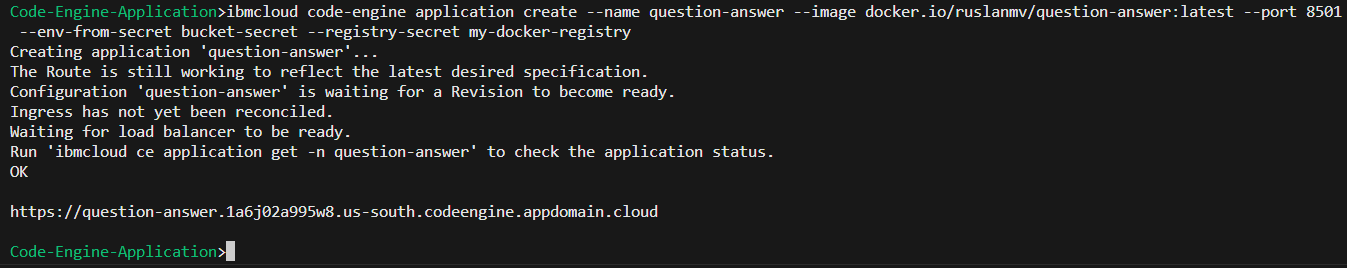 Code-Engine-Application>ibmcloud code-engine application create --name question-answer --image docker.io/ruslanmv/question-answer:latest --port 8501
--env-from-secret bucket-secret --registry-secret my-docker-registry
Creating application 'question-answer'...
The Route is still working to reflect the latest desired specification.
Configuration 'question-answer' is waiting for a Revision to become ready.
Ingress has not yet been reconciled.
Waiting for load balancer to be ready.
Run 'ibmcloud ce application get -n question-answer' to check the application status.
OK
https://question-answer.1a6j02a995w8.us-south.codeengine.appdomain.cloud
Code-Engine-Application>